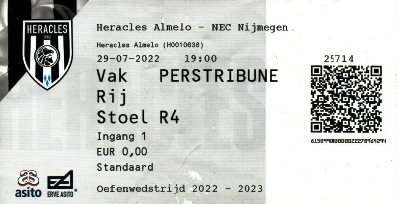 HERACLES
Heracles Almelo - NEC Nijmegen
Heracles Almelo (H0010638)
29-07-2022 19:00
25714
Vak PERSTRIBUNE
Rij
Stoel R4
Ingang 1
EUR 0,00
Standaard
asito
ERVE ASITO
Oefenwedstrijd 2022 - 2023